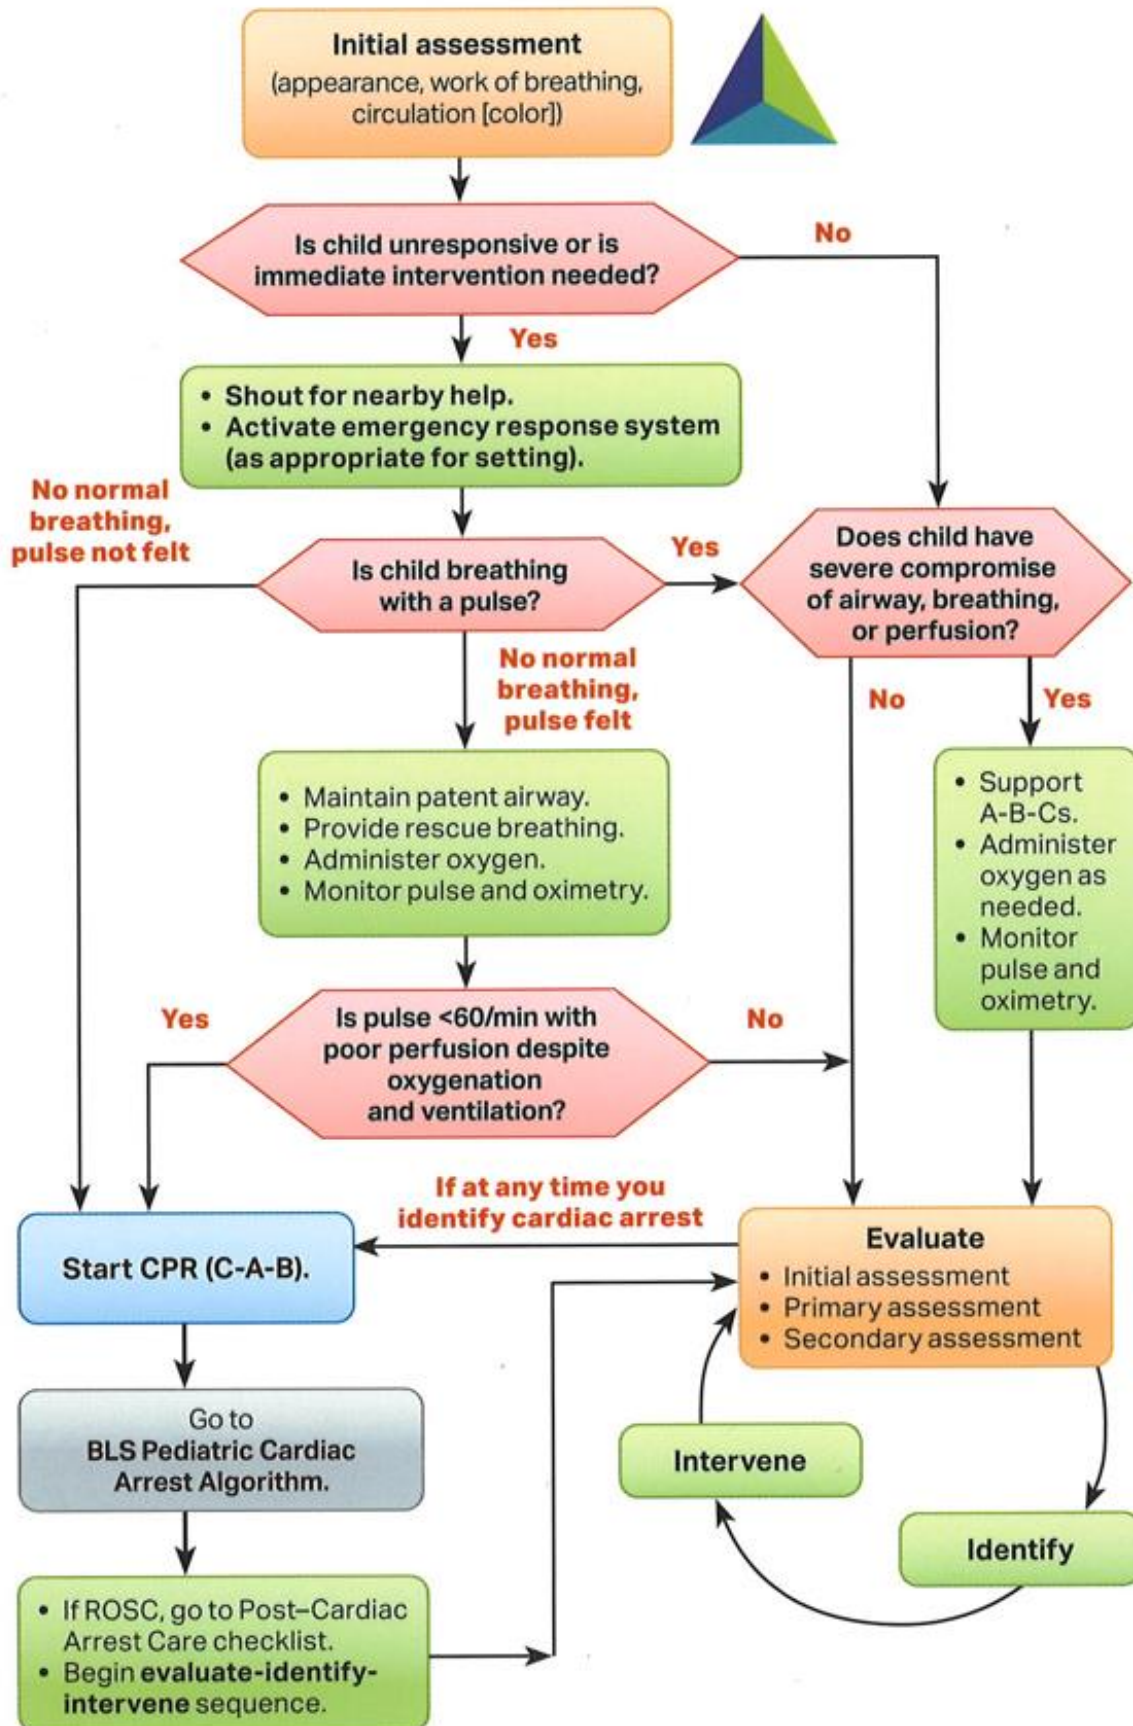 Initial assessment
(appearance, work of breathing,
circulation [color])
Is child unresponsive or is
immediate intervention needed?
No
Yes
• Shout for nearby help.
• Activate emergency response system
(as appropriate for setting).
No normal
breathing,
pulse not felt
Is child breathing
with a pulse?
Yes
Does child have
severe compromise
of airway, breathing,
or perfusion?
No normal
breathing,
pulse felt
No
Yes
• Maintain patent airway.
• Provide rescue breathing.
• Administer oxygen.
• Monitor pulse and oximetry.
• Support
A-B-Cs.
• Administer
oxygen as
needed.
• Monitor
pulse and
oximetry.
Yes
Is pulse <60/min with
poor perfusion despite
oxygenation
and ventilation?
No
If at any time you
identify cardiac arrest
Start CPR (C-A-B).
Evaluate
• Initial assessment
• Primary assessment
• Secondary assessment
Go to
BLS Pediatric Cardiac
Arrest Algorithm.
Intervene
Identify
• If ROSC, go to Post–Cardiac
Arrest Care checklist.
• Begin evaluate-identify-
intervene sequence.